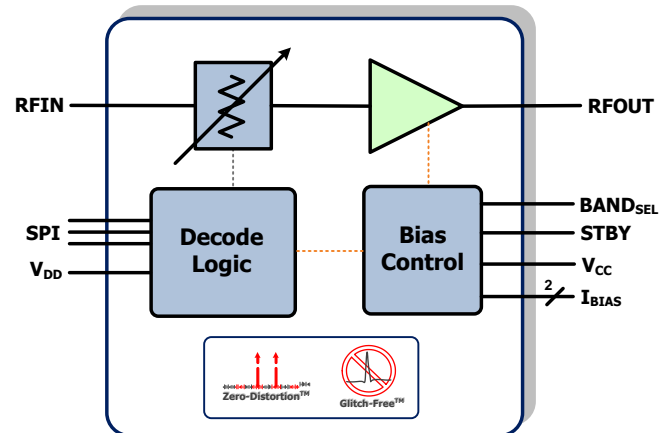 RFIN
RFOUT
SPI
VDD
Decode
Logic
Bias
Control
BANDSEL
STBY
VCC
2
IBIAS
Zero-Distortion™
Glitch-Free™